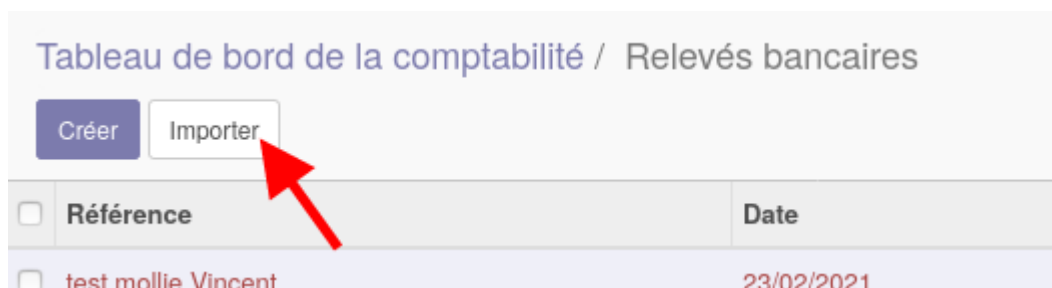 Tableau de bord de la comptabilité / Relevés bancaires
Créer Importer
Référence Date
test mollie Vincent 23/02/2021